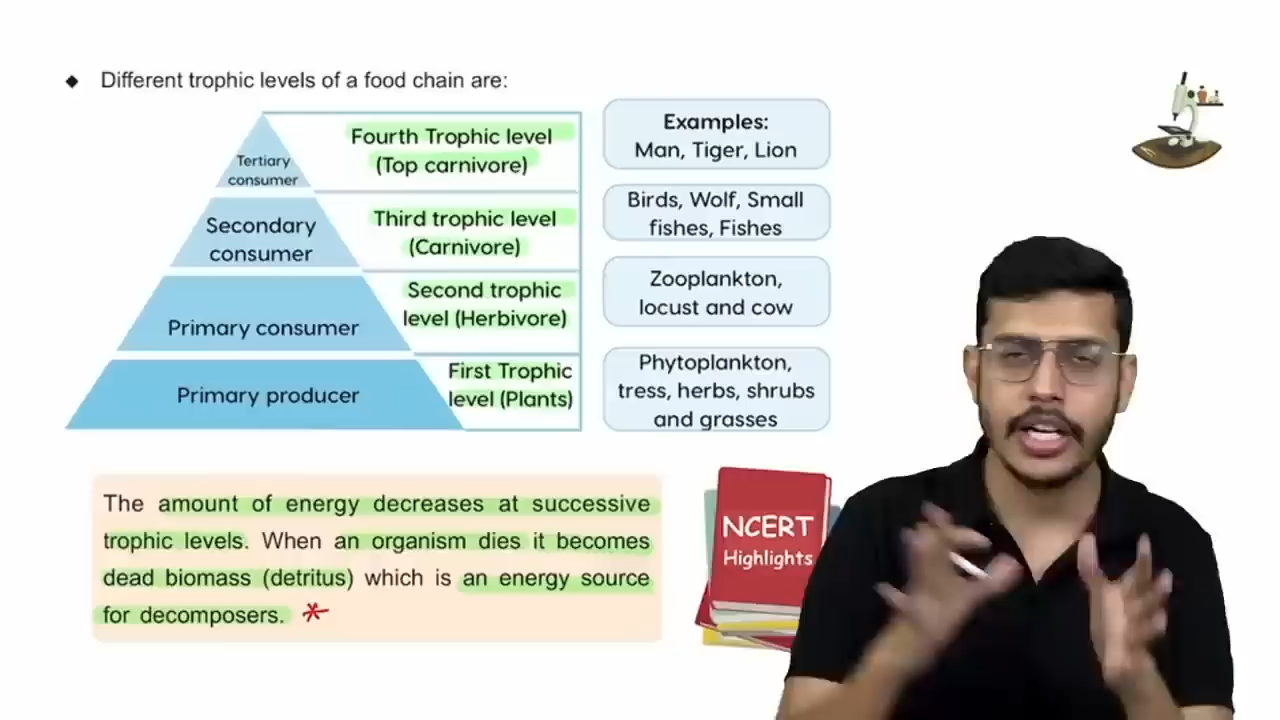 ◆ Different trophic levels of a food chain are:
Tertiary
consumer
Fourth Trophic level
(Top carnivore)
Examples:
Man, Tiger, Lion
Secondary
consumer
Third trophic level
(Carnivore)
Birds, Wolf, Small
fishes, Fishes
Primary consumer
Second trophic
level (Herbivore)
Zooplankton,
locust and cow
Primary producer
First Trophic
level (Plants)
Phytoplankton,
tress, herbs, shrubs
and grasses
The amount of energy decreases at successive
trophic levels. When an organism dies it becomes
dead biomass (detritus) which is an energy source
for decomposers. *
NCERT
Highlights